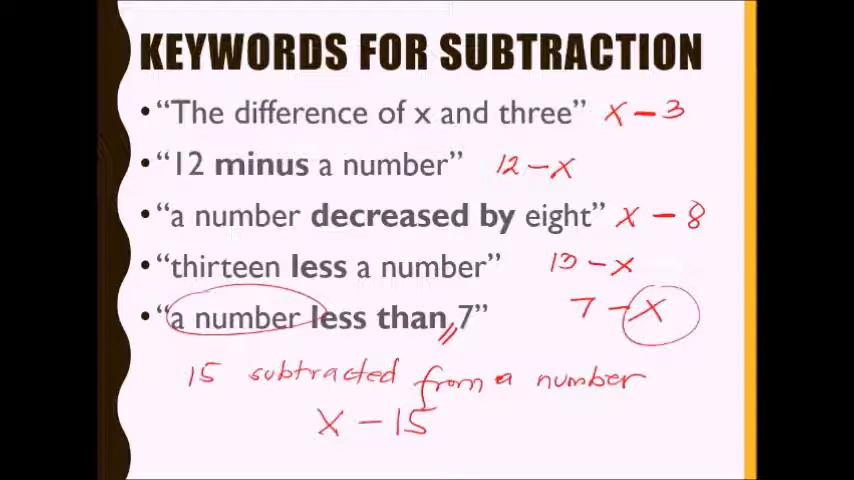 KEYWORDS FOR SUBTRACTION
• “The difference of x and three” x - 3
• “12 minus a number” 12 - x
• “a number decreased by eight” x - 8
• “thirteen less a number” 13 - x
• “a number less than 7” 7 - x
15 subtracted from a number
x - 15